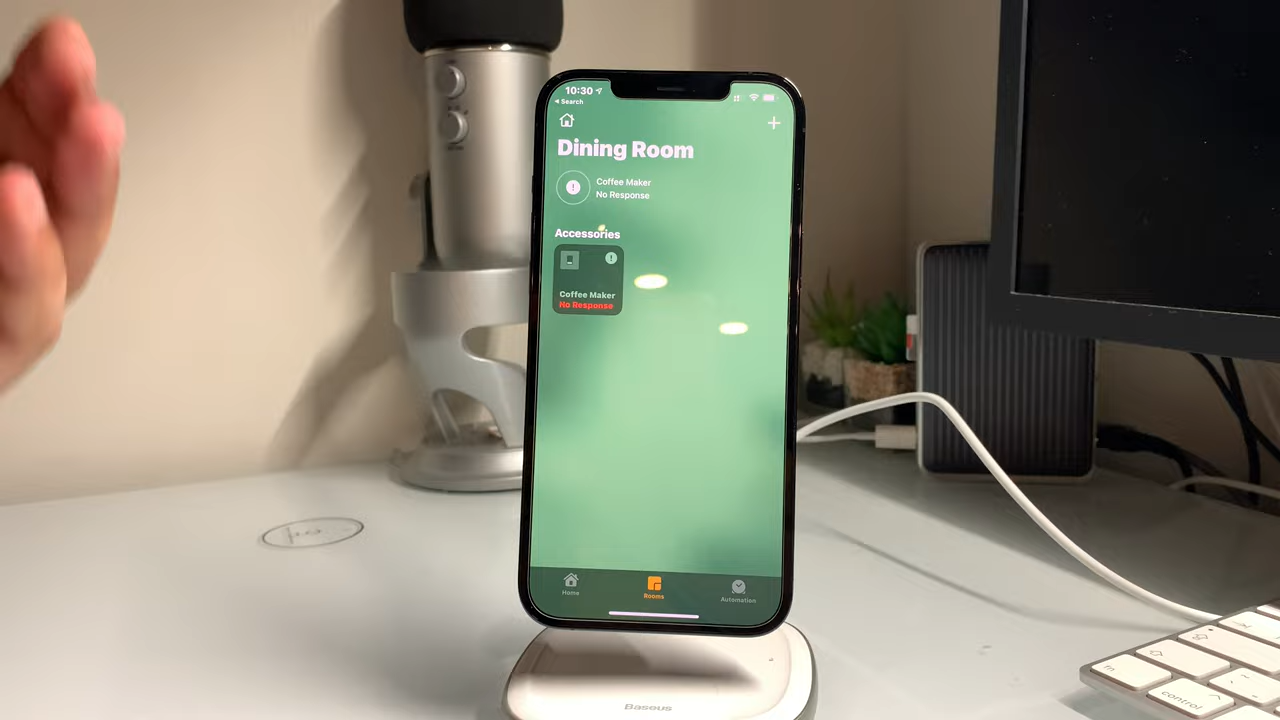 10:30
Search
Dining Room
Coffee Maker
No Response
Accessories
Coffee Maker
No Response
Home
Rooms
Automation
Baseus
fn
control